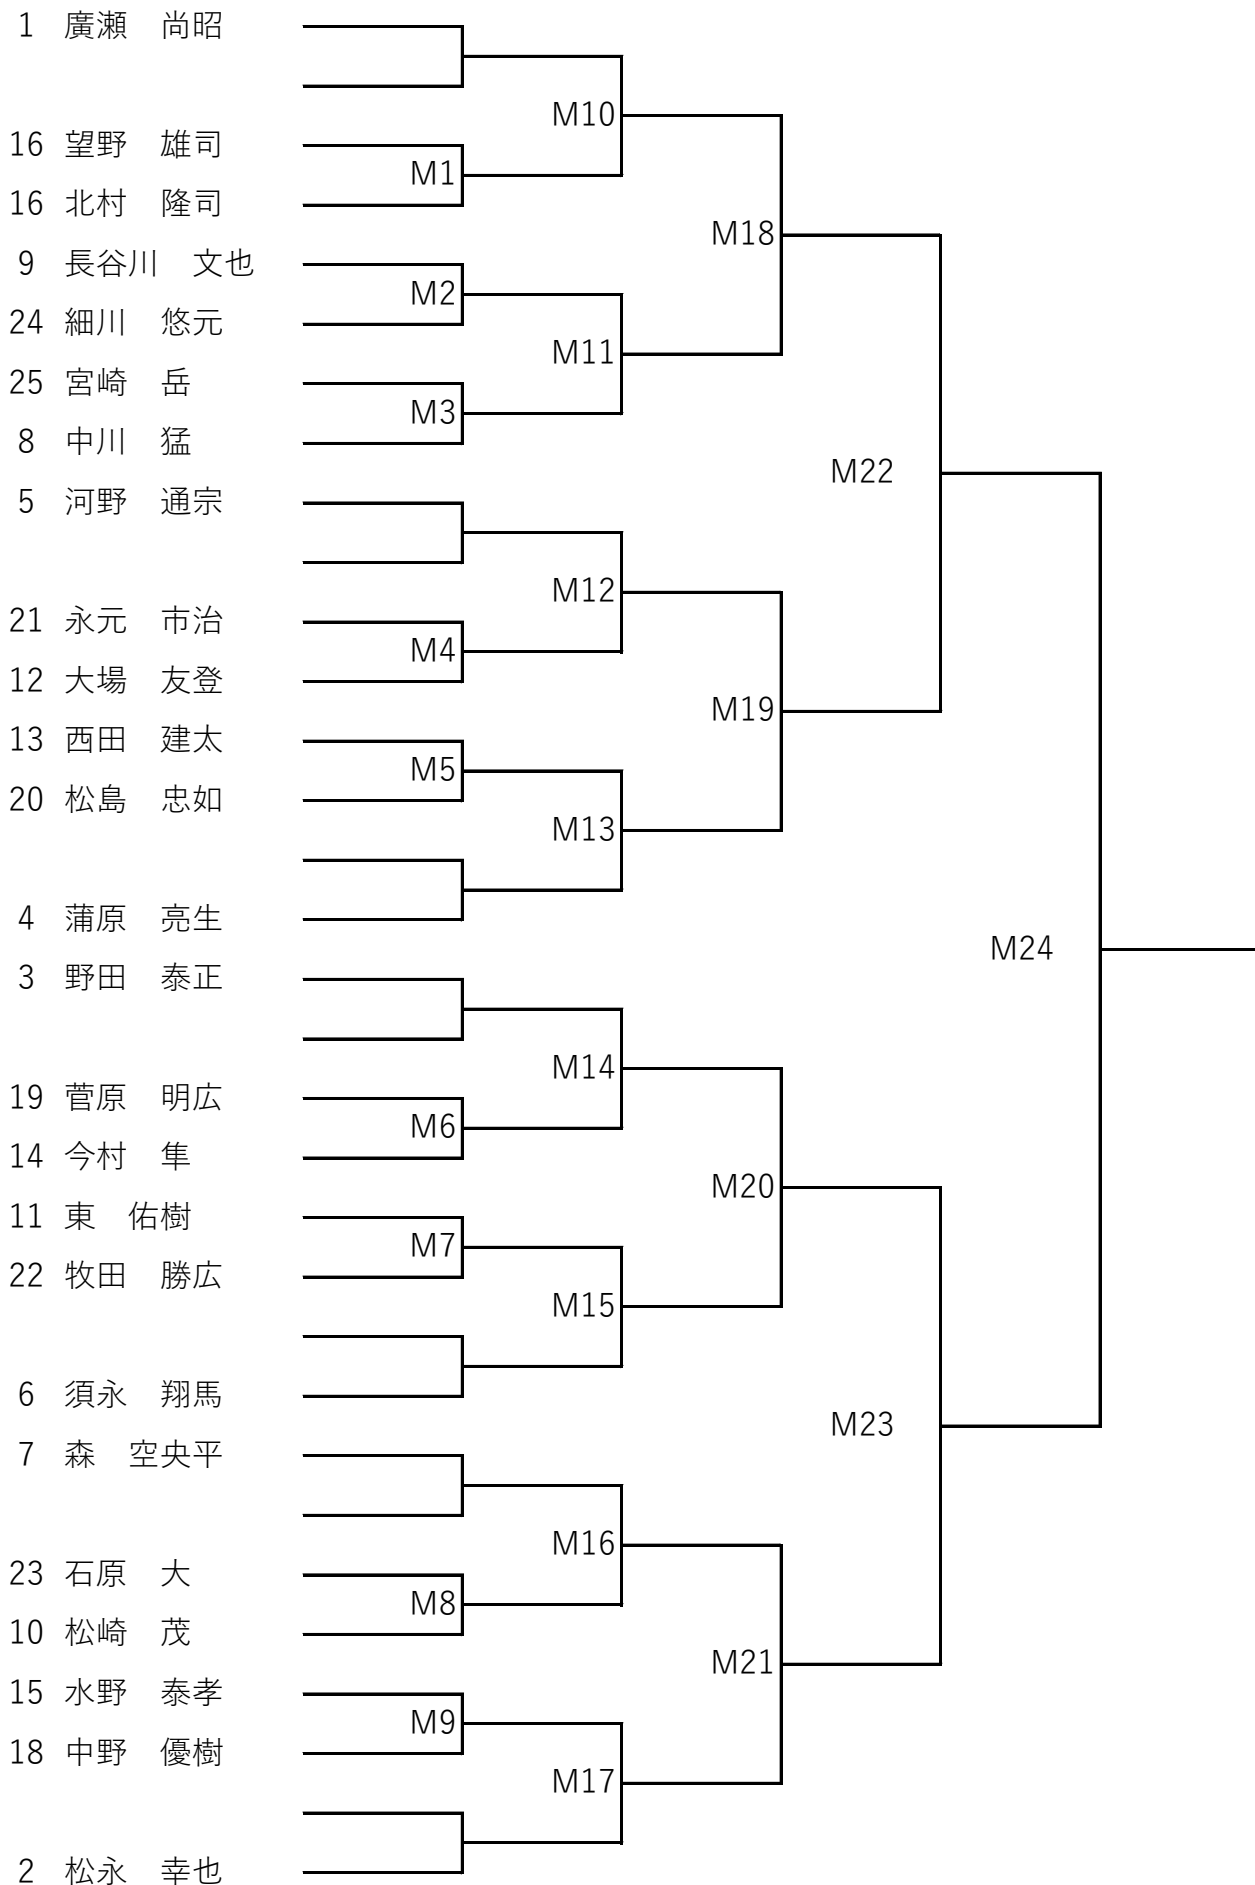 1 廣瀬　尚昭
M10
16 望野　雄司
M1
16 北村　隆司
M18
9 長谷川　文也
M2
24 細川　悠元
M11
25 宮崎　岳
M3
8 中川　猛
M22
5 河野　通宗
M12
21 永元　市治
M4
12 大場　友登
M19
13 西田　建太
M5
20 松島　忠如
M13
4 蒲原　亮生
M24
3 野田　泰正
M14
19 菅原　明広
M6
14 今村　隼
M20
11 東　佑樹
M7
22 牧田　勝広
M15
6 須永　翔馬
M23
7 森　空央平
M16
23 石原　大
M8
10 松崎　茂
M21
15 水野　泰孝
M9
18 中野　優樹
M17
2 松永　幸也